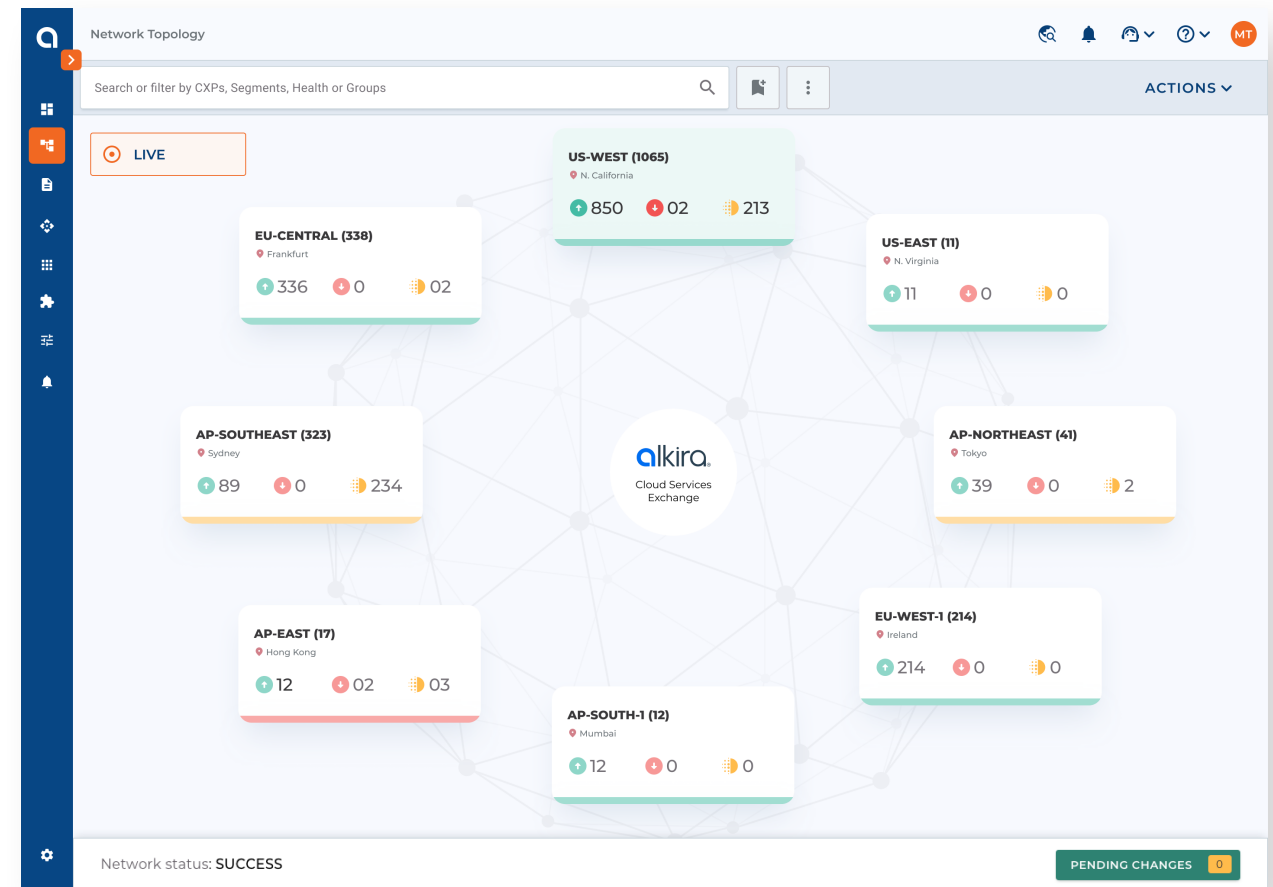 Network Topology
MT
Search or filter by CXPs, Segments, Health or Groups
ACTIONS
LIVE
US-WEST (1065)
N. California
850 02 213
EU-CENTRAL (338)
Frankfurt
336 0 02
US-EAST (11)
N. Virginia
11 0 0
AP-SOUTHEAST (323)
Sydney
89 0 234
alkira
Cloud Services
Exchange
AP-NORTHEAST (41)
Tokyo
39 0 2
AP-EAST (17)
Hong Kong
12 02 03
EU-WEST-1 (214)
Ireland
214 0 0
AP-SOUTH-1 (12)
Mumbai
12 0 0
Network status: SUCCESS
PENDING CHANGES 0